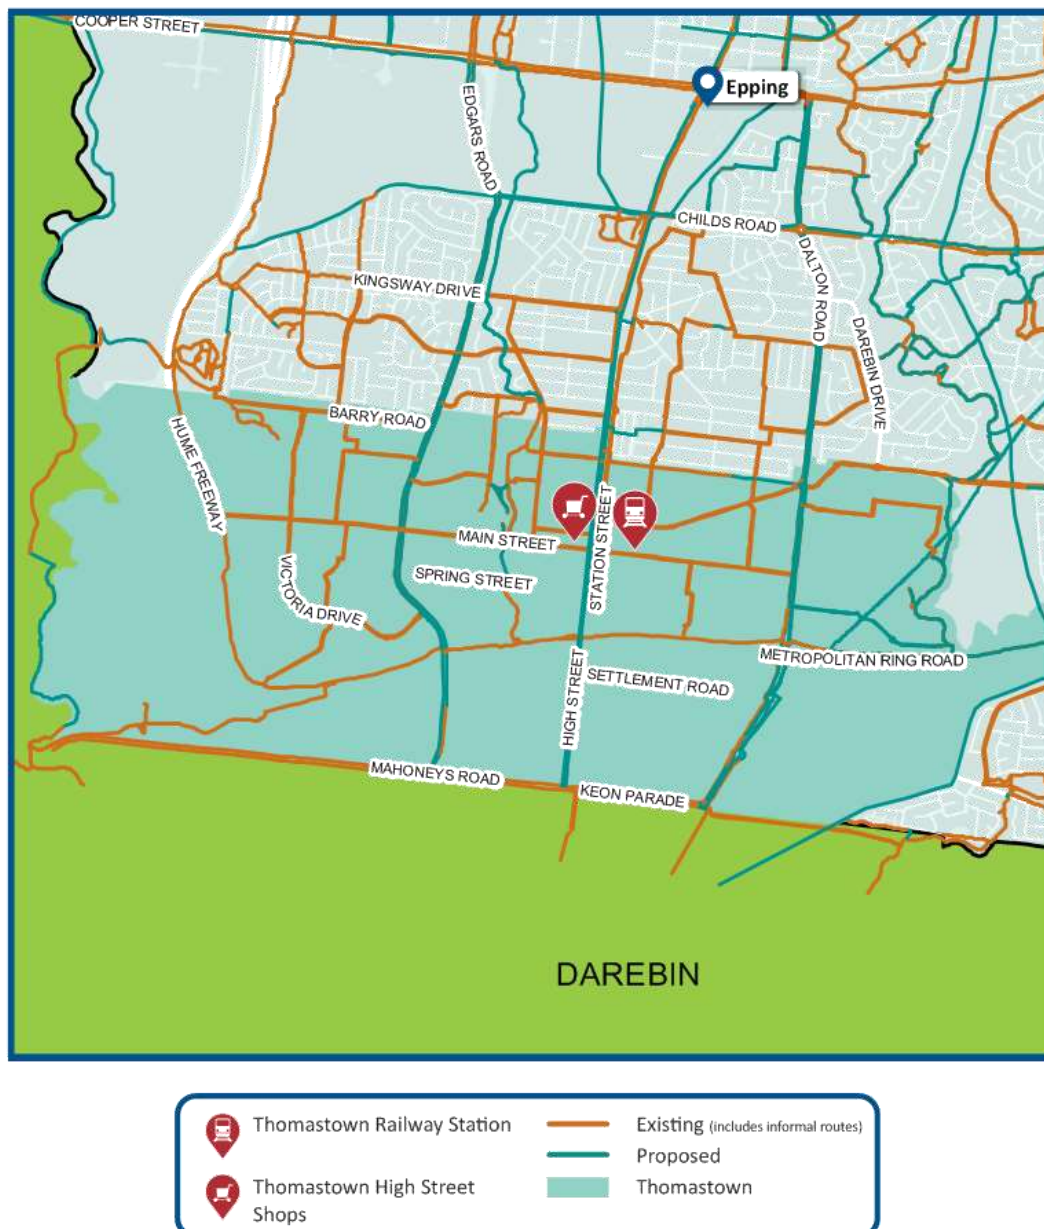 COOPER STREET
Epping
EDGARS ROAD
CHILDS ROAD
DALTON ROAD
KINGSWAY DRIVE
DAREBIN DRIVE
BARRY ROAD
HUME FREEWAY
STATION STREET
MAIN STREET
SPRING STREET
VICTORIA DRIVE
METROPOLITAN RING ROAD
HIGH STREET
SETTLEMENT ROAD
MAHONEYS ROAD
KEON PARADE
DAREBIN
Thomastown Railway Station
Existing (includes informal routes)
Proposed
Thomastown High Street
Shops
Thomastown